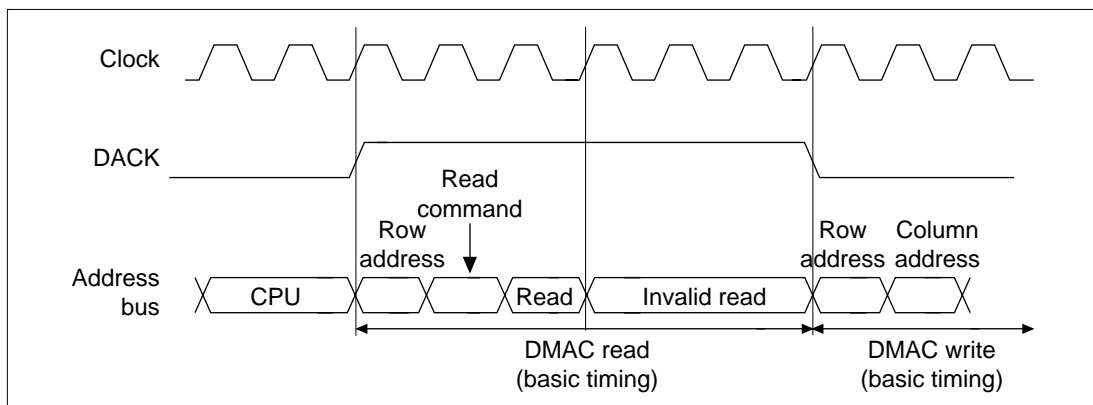 Clock
DACK
Read
command
Row
address
Row
address
Column
address
Address
bus
CPU
Read
Invalid read
DMAC read
(basic timing)
DMAC write
(basic timing)